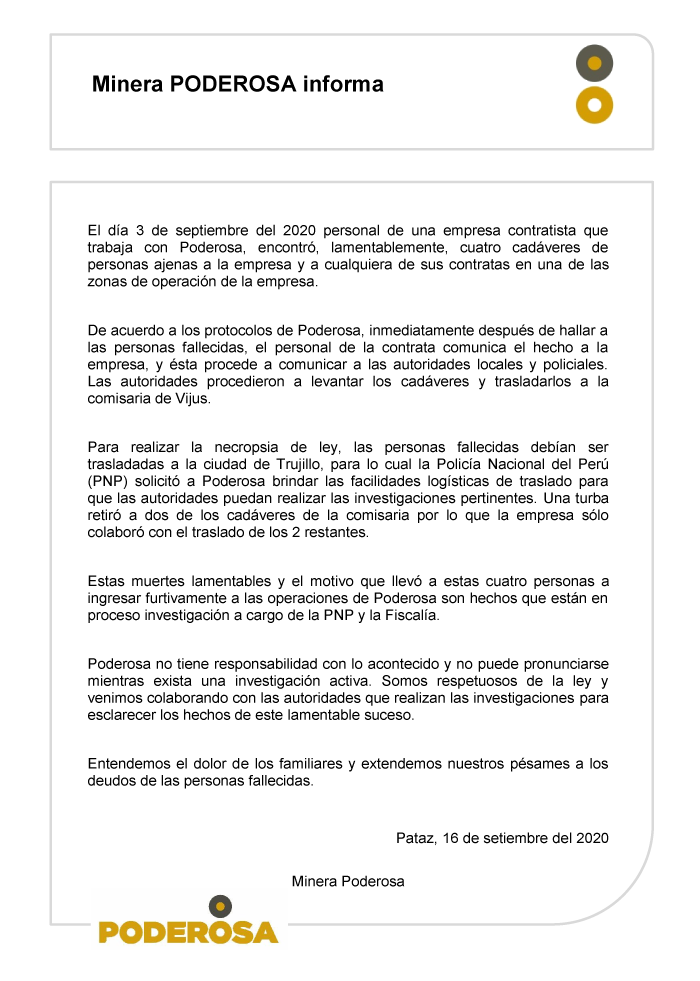 Minera PODEROSA informa
El día 3 de septiembre del 2020 personal de una empresa contratista que
trabaja con Poderosa, encontró, lamentablemente, cuatro cadáveres de
personas ajenas a la empresa y a cualquiera de sus contratas en una de las
zonas de operación de la empresa.
De acuerdo a los protocolos de Poderosa, inmediatamente después de hallar a
las personas fallecidas, el personal de la contrata comunica el hecho a la
empresa, y ésta procede a comunicar a las autoridades locales y policiales.
Las autoridades procedieron a levantar los cadáveres y trasladarlos a la
comisaria de Vijus.
Para realizar la necropsia de ley, las personas fallecidas debían ser
trasladadas a la ciudad de Trujillo, para lo cual la Policía Nacional del Perú
(PNP) solicitó a Poderosa brindar las facilidades logísticas de traslado para
que las autoridades puedan realizar las investigaciones pertinentes. Una turba
retiró a dos de los cadáveres de la comisaria por lo que la empresa sólo
colaboró con el traslado de los 2 restantes.
Estas muertes lamentables y el motivo que llevó a estas cuatro personas a
ingresar furtivamente a las operaciones de Poderosa son hechos que están en
proceso investigación a cargo de la PNP y la Fiscalía.
Poderosa no tiene responsabilidad con lo acontecido y no puede pronunciarse
mientras exista una investigación activa. Somos respetuosos de la ley y
venimos colaborando con las autoridades que realizan las investigaciones para
esclarecer los hechos de este lamentable suceso.
Entendemos el dolor de los familiares y extendemos nuestros pésames a los
deudos de las personas fallecidas.
Pataz, 16 de setiembre del 2020
Minera Poderosa
PODEROSA